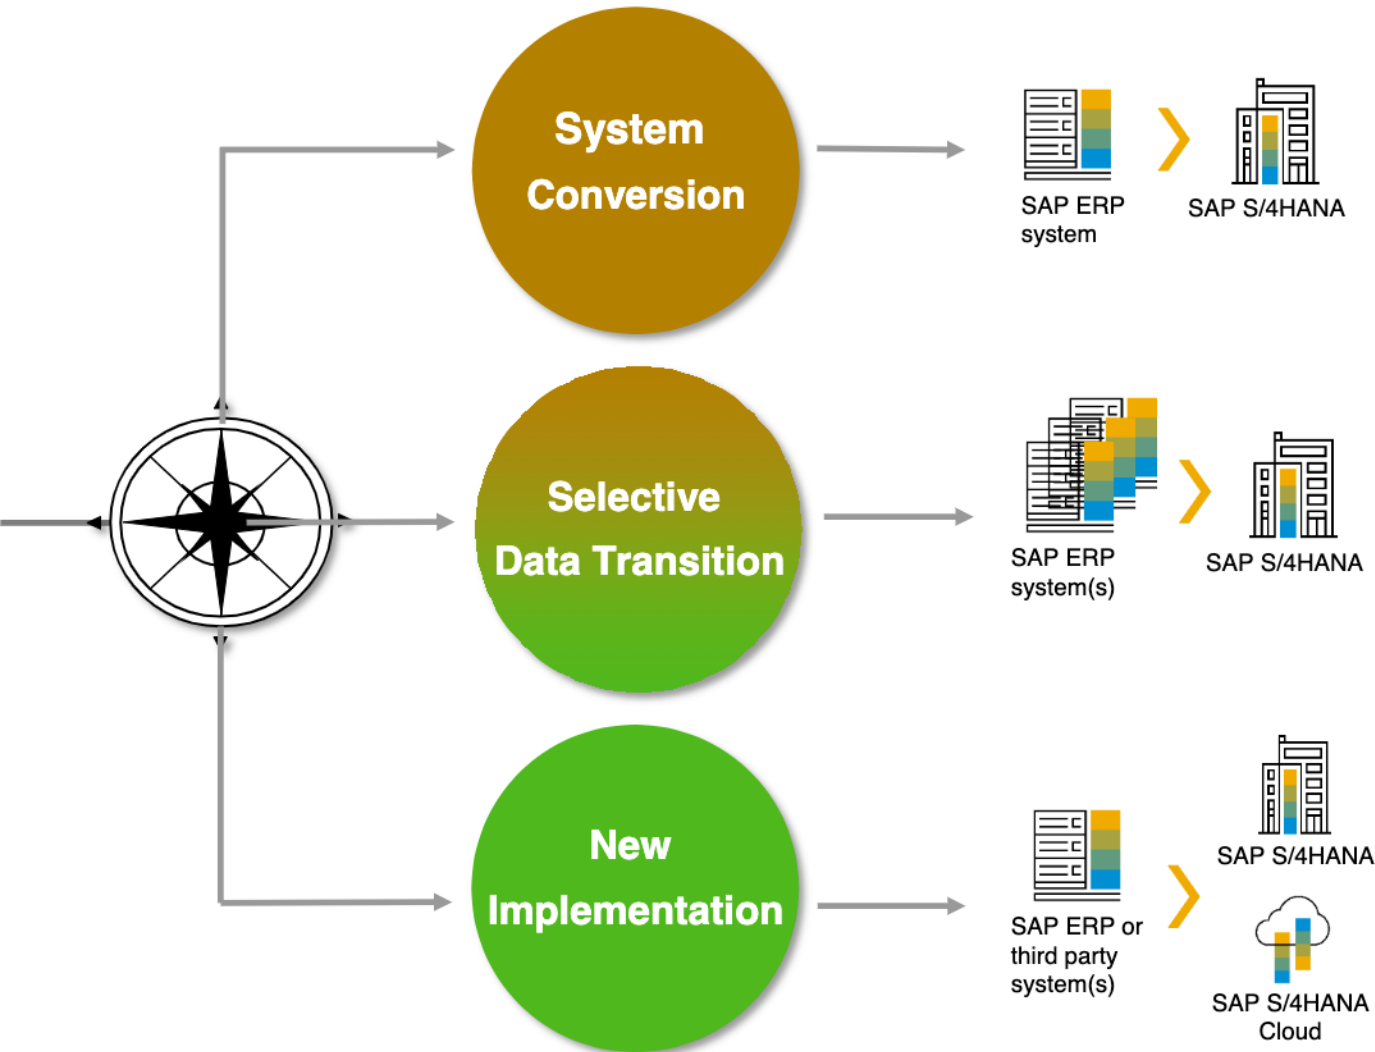 System
Conversion
SAP ERP
system
SAP S/4HANA
Selective
Data Transition
SAP ERP
system(s)
SAP S/4HANA
New
Implementation
SAP ERP or
third party
system(s)
SAP S/4HANA
SAP S/4HANA
Cloud